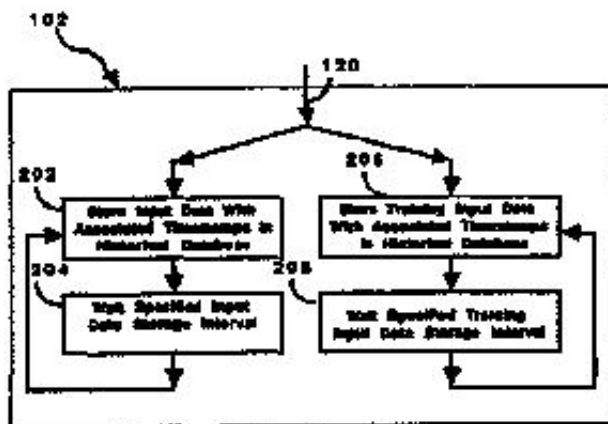 102
120
202
Store Input Data With
Associated Timestamps in
Historical Database
206
Store Training Input Data
With Associated Timestamps
in Historical Database
204
Wait Specified Input
Data Storage Interval
208
Wait Specified Training
Input Data Storage Interval